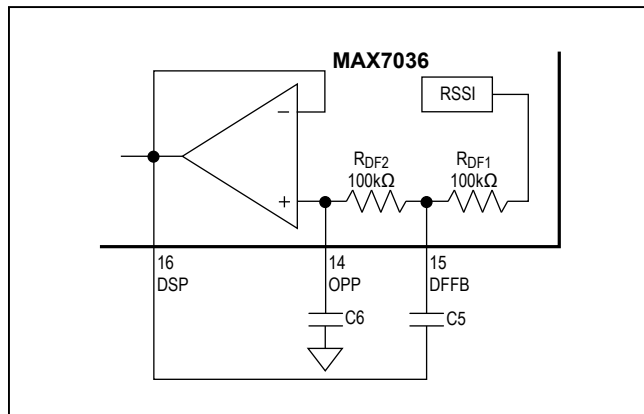 MAX7036
RSSI
−
+
RDF2
100kΩ
RDF1
100kΩ
16
DSP
14
OPP
15
DFFB
C6
C5